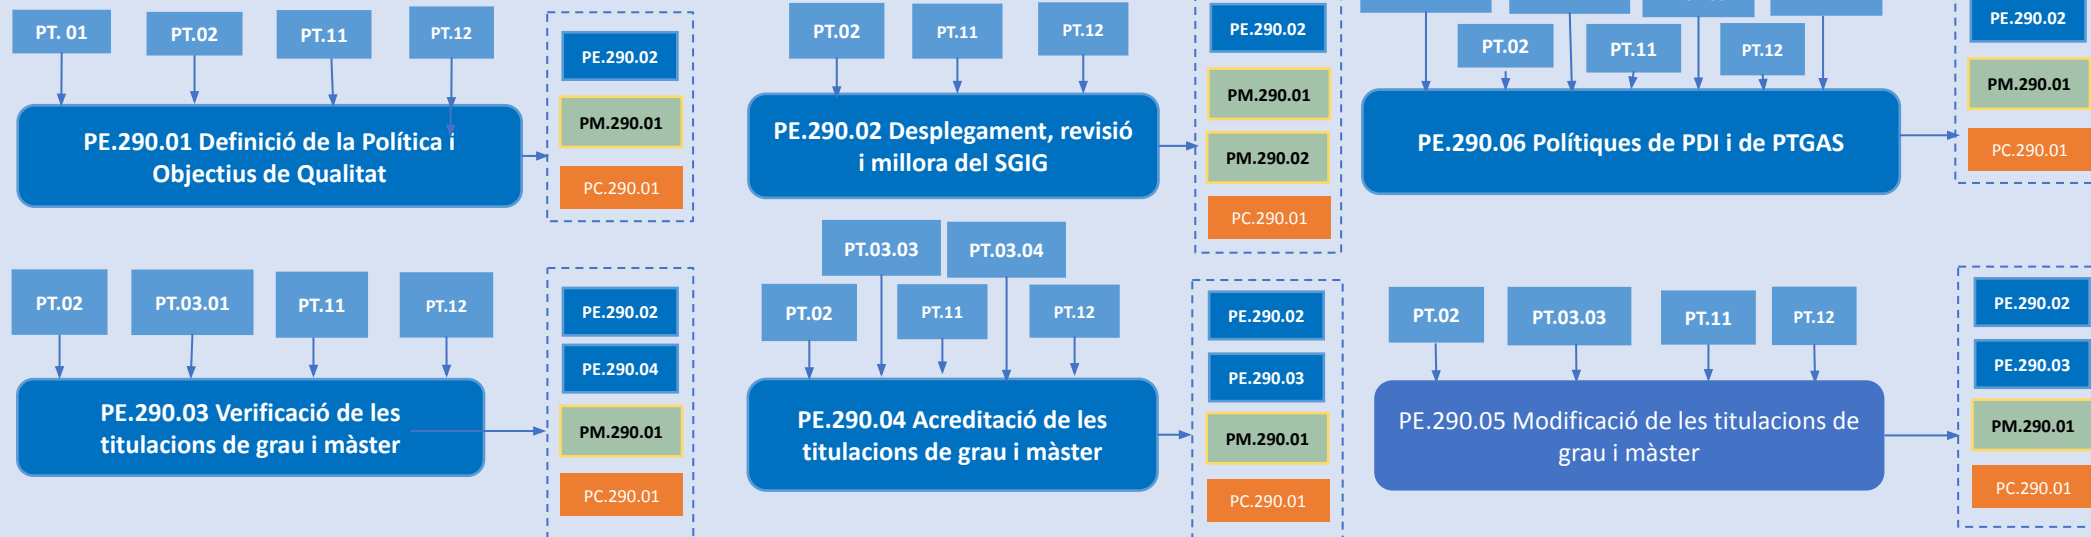 PT. 01
PT.02
PT.11
PT.12
PE.290.02
PM.290.01
PC.290.01
PE.290.01 Definició de la Política i
Objectius de Qualitat
PT.02
PT.11
PT.12
PE.290.02
PM.290.01
PM.290.02
PC.290.01
PE.290.02 Desplegament, revisió
i millora del SGIG
PT.02
PT.11
PT.12
PE.290.02
PM.290.01
PC.290.01
PE.290.06 Polítiques de PDI i de PTGAS
PT.02
PT.03.01
PT.11
PT.12
PE.290.02
PE.290.04
PM.290.01
PC.290.01
PE.290.03 Verificació de les
titulacions de grau i màster
PT.03.03
PT.03.04
PT.02
PT.11
PT.12
PE.290.02
PE.290.03
PM.290.01
PC.290.01
PE.290.04 Acreditació de les
titulacions de grau i màster
PT.02
PT.03.03
PT.11
PT.12
PE.290.02
PE.290.03
PM.290.01
PC.290.01
PE.290.05 Modificació de les titulacions de
grau i màster